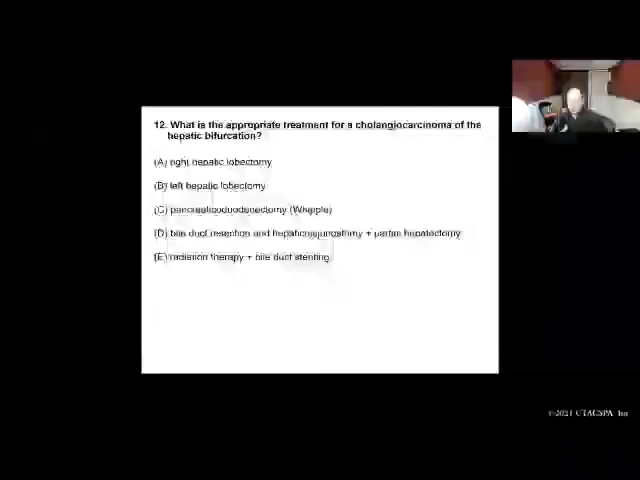 12. What is the appropriate treatment for a cholangiocarcinoma of the
hepatic bifurcation?
(A) right hepatic lobectomy
(B) left hepatic lobectomy
(C) pancreaticoduodenectomy (Whipple)
(D) bile duct resection and hepaticojejunostomy + partial hepatectomy
(E) radiation therapy + bile duct stenting
©2021 CTACSPA Inc